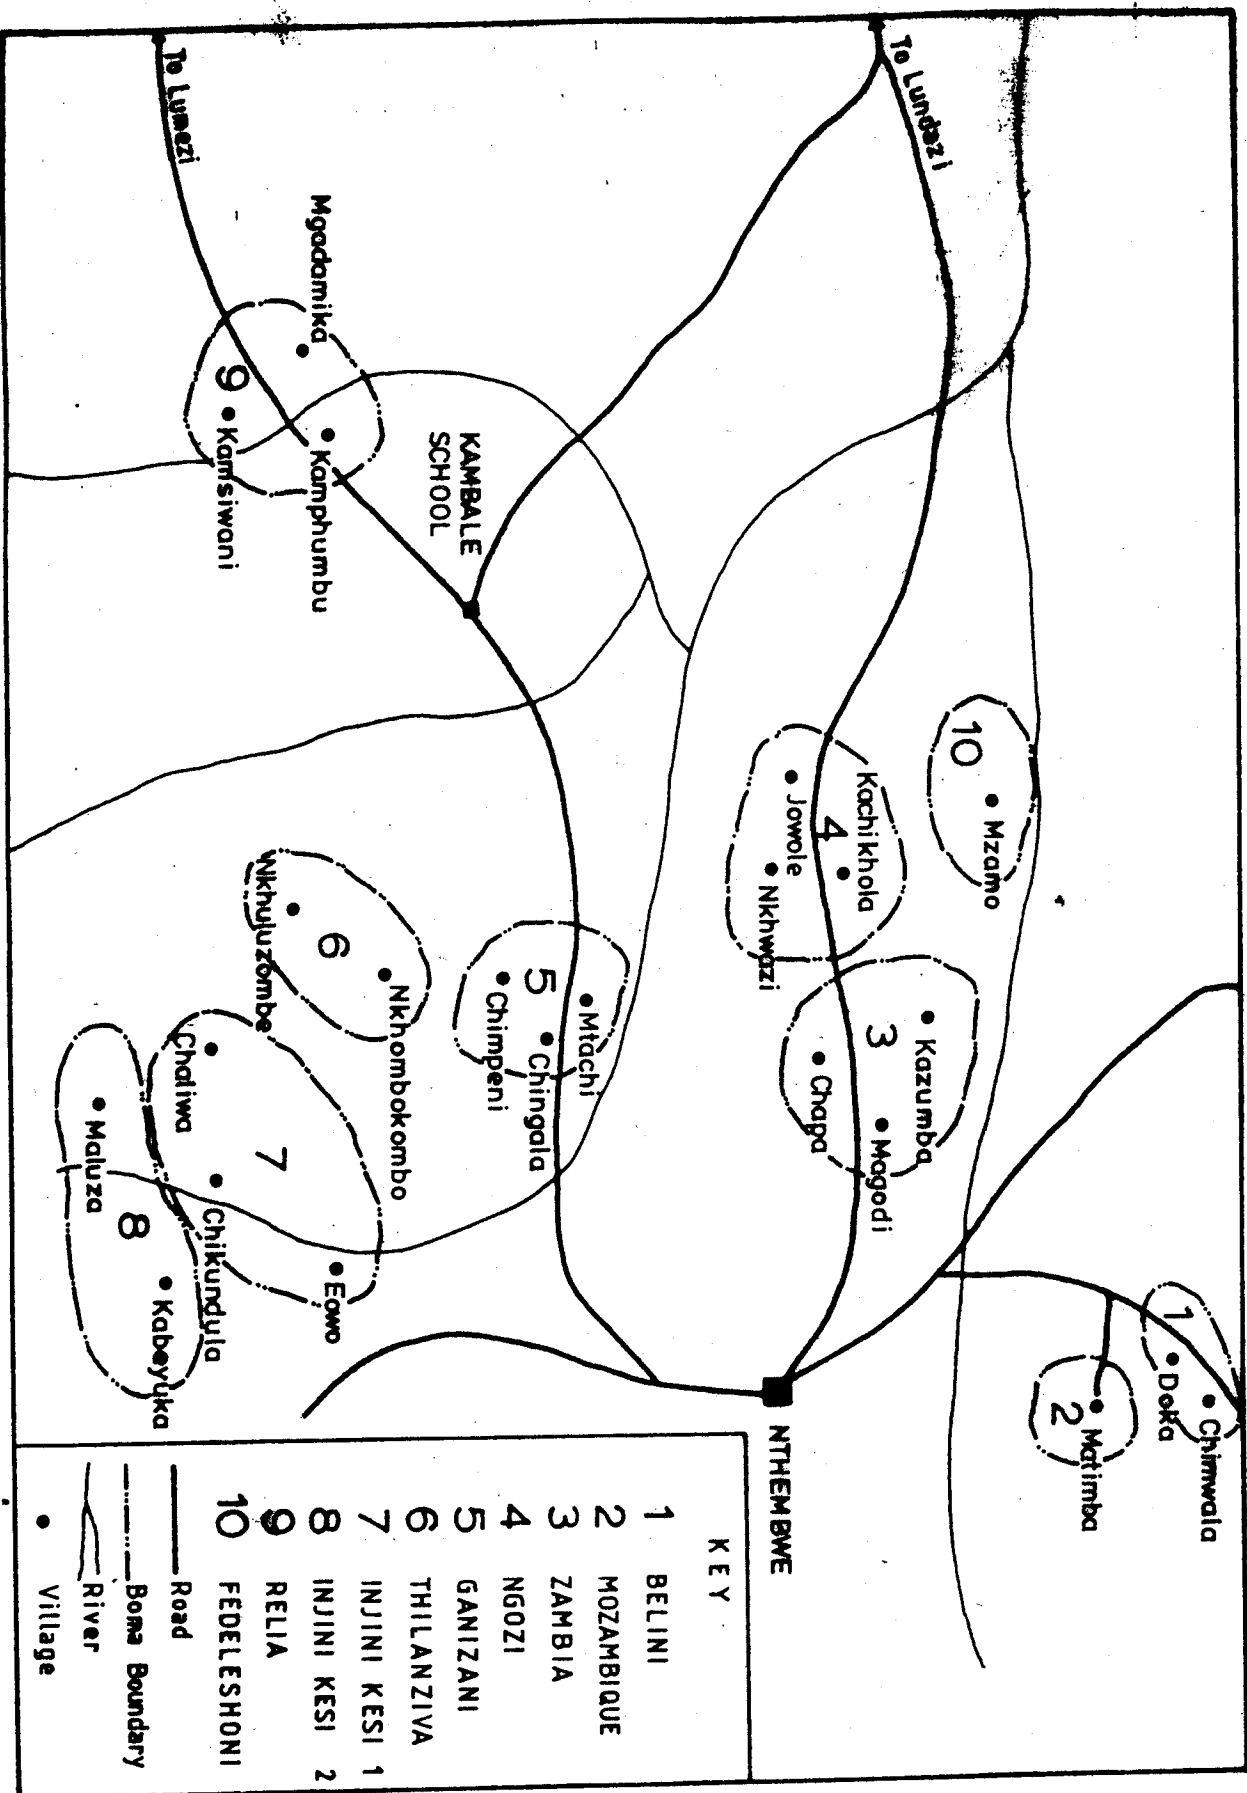 To Lundazi
To Lumezi
Mgadamika
Kamphumbu
Kamsiwani
9
KAMBALE
SCHOOL
10
Mzamo
Kachikhola
4
Jowole
Nkhwazi
3
Kazumba
Magodi
Chapa
5
Mtachi
Chingala
Chimpeni
6
Nkhombokombo
Nkhuluzombe
7
Chaliwa
Chikundula
Eowo
8
Maluza
Kabeyuka
1
Chimwala
Doka
2
Matimba
NTHEMBWE
KEY
1 BELINI
2 MOZAMBIQUE
3 ZAMBIA
4 NGOZI
5 GANIZANI
6 THILANZIVA
7 INJINI KESI 1
8 INJINI KESI 2
9 RELIA
10 FEDELESHONI
Road
Boma Boundary
River
Village